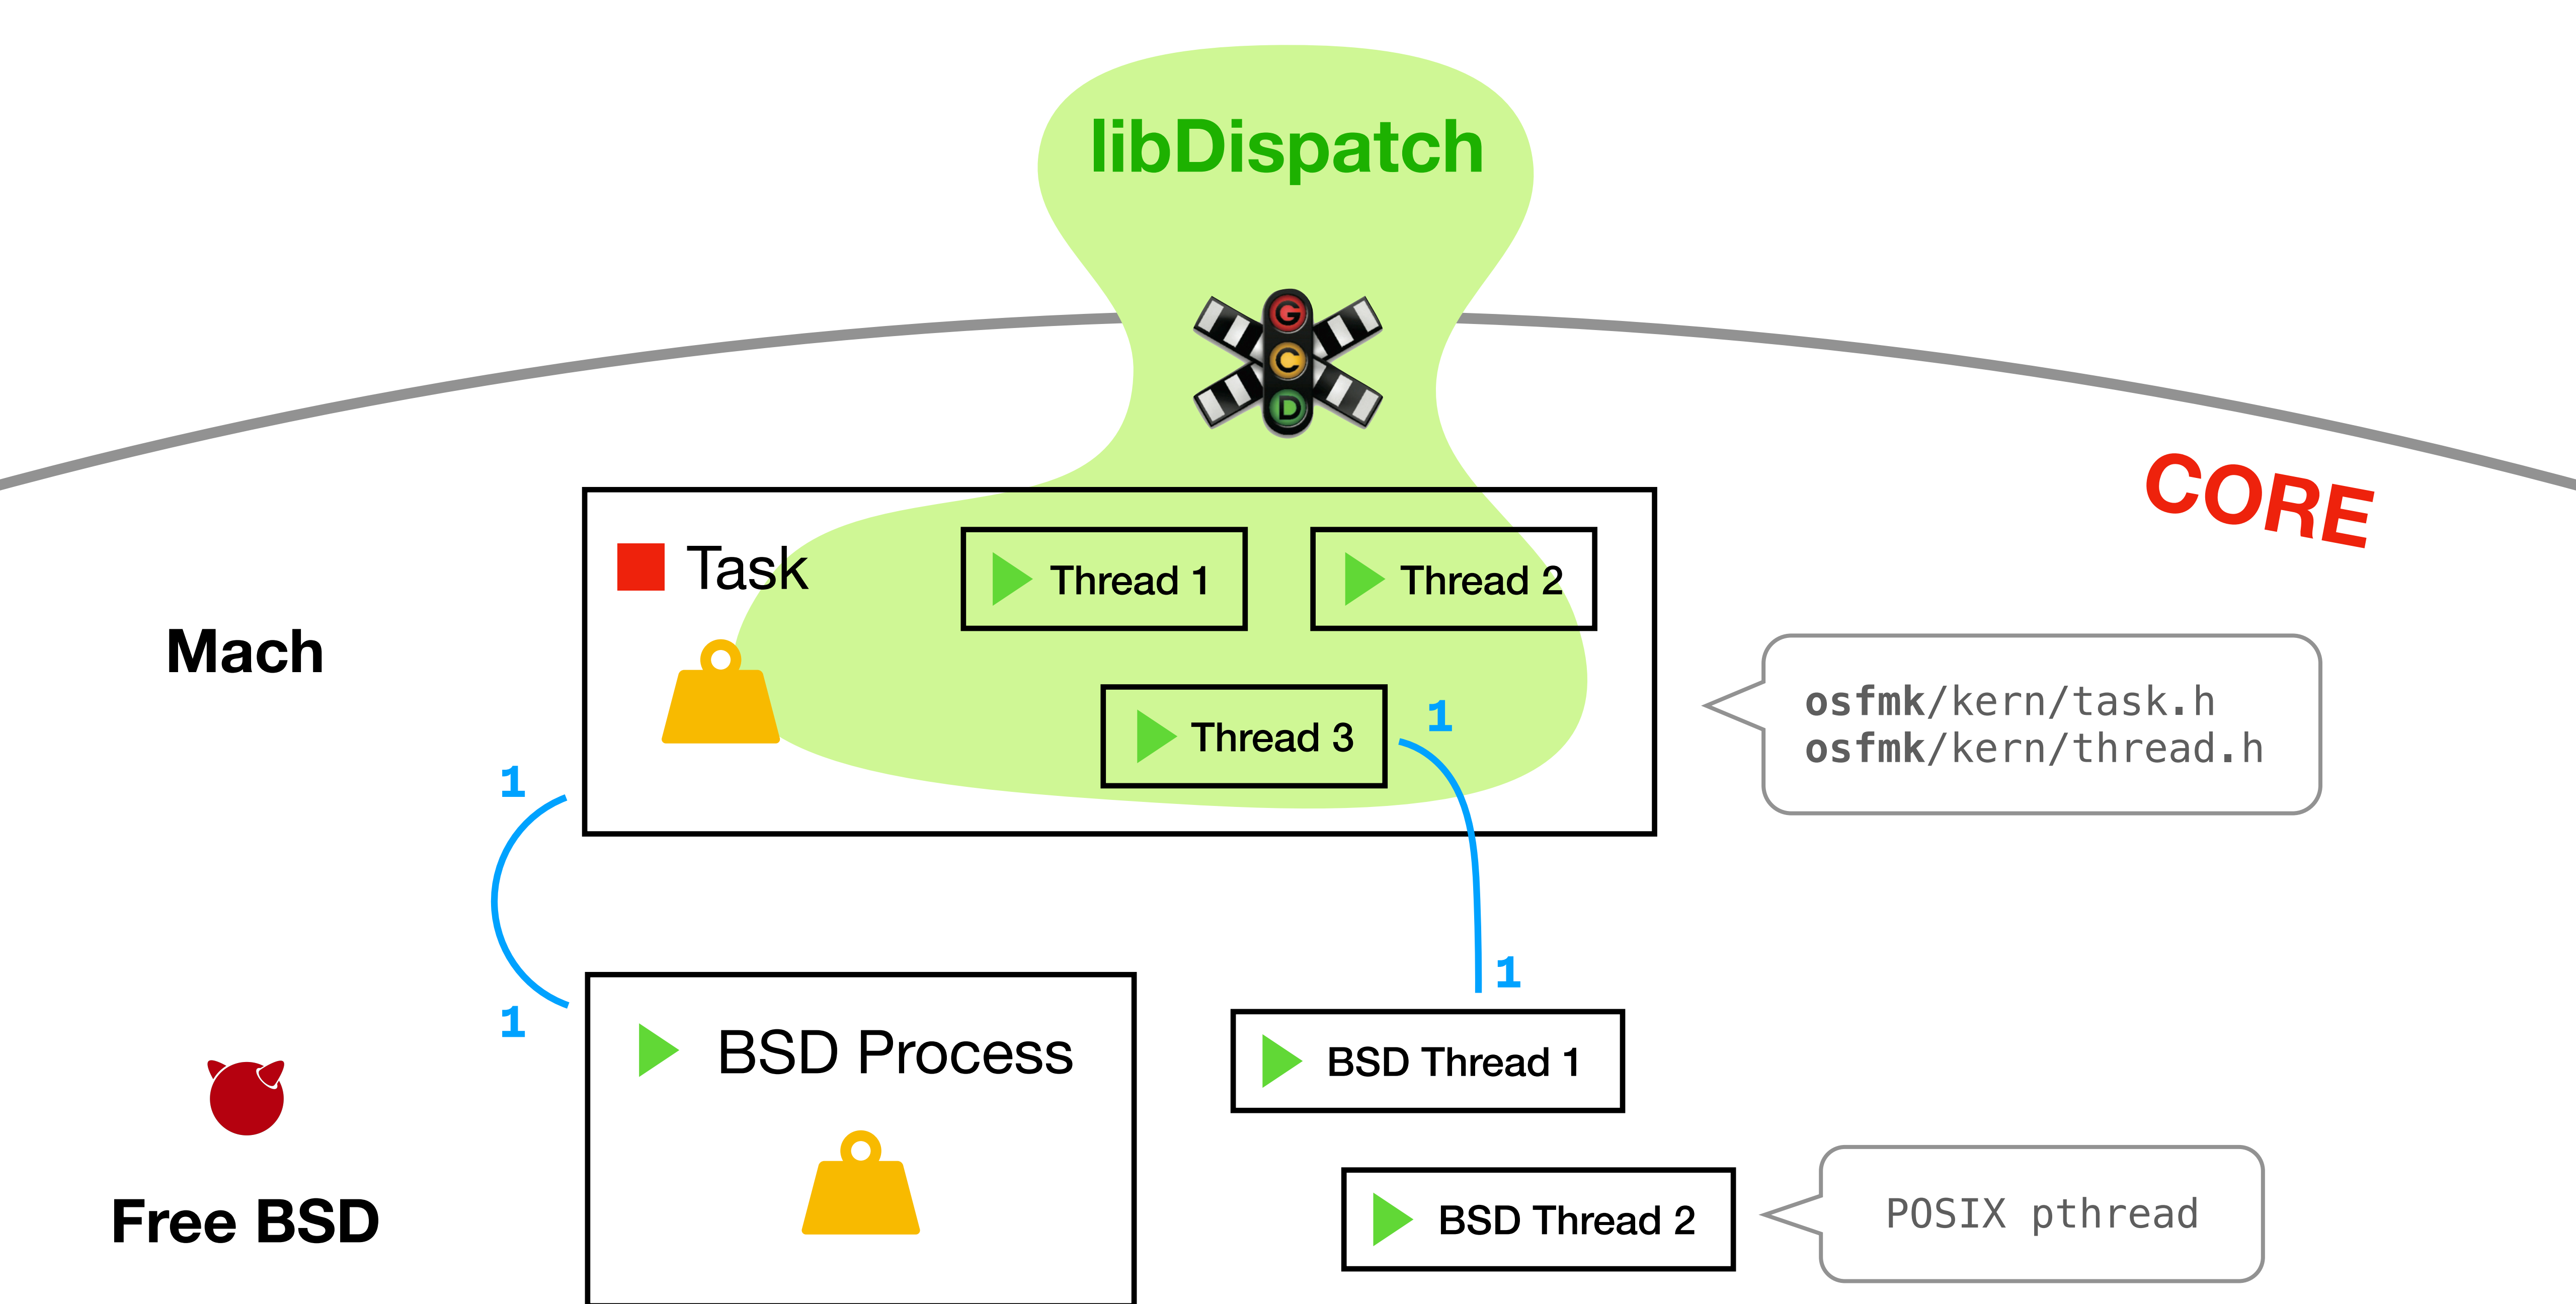 libDispatch
G
C
D
CORE
Task
Thread 1
Thread 2
Mach
osfmk/kern/task.h
osfmk/kern/thread.h
Thread 3
1
1
1
1
BSD Process
BSD Thread 1
Free BSD
BSD Thread 2
POSIX pthread